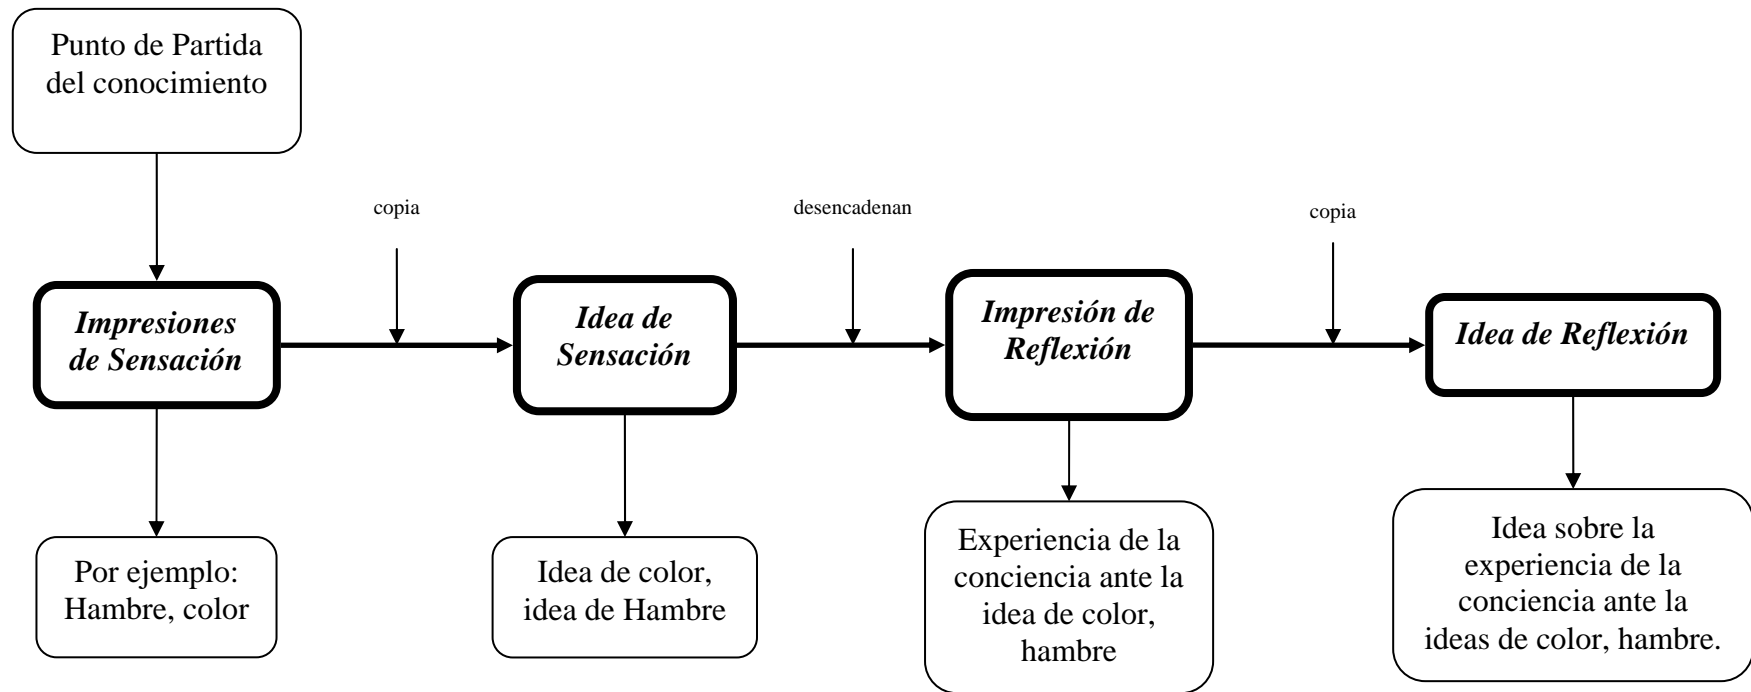 Punto de Partida
del conocimiento
copia
desencadenan
copia
Impresiones
de Sensación
Idea de
Sensación
Impresión de
Reflexión
Idea de Reflexión
Por ejemplo:
Hambre, color
Idea de color,
idea de Hambre
Experiencia de la
conciencia ante la
idea de color,
hambre
Idea sobre la
experiencia de la
conciencia ante la
ideas de color, hambre.